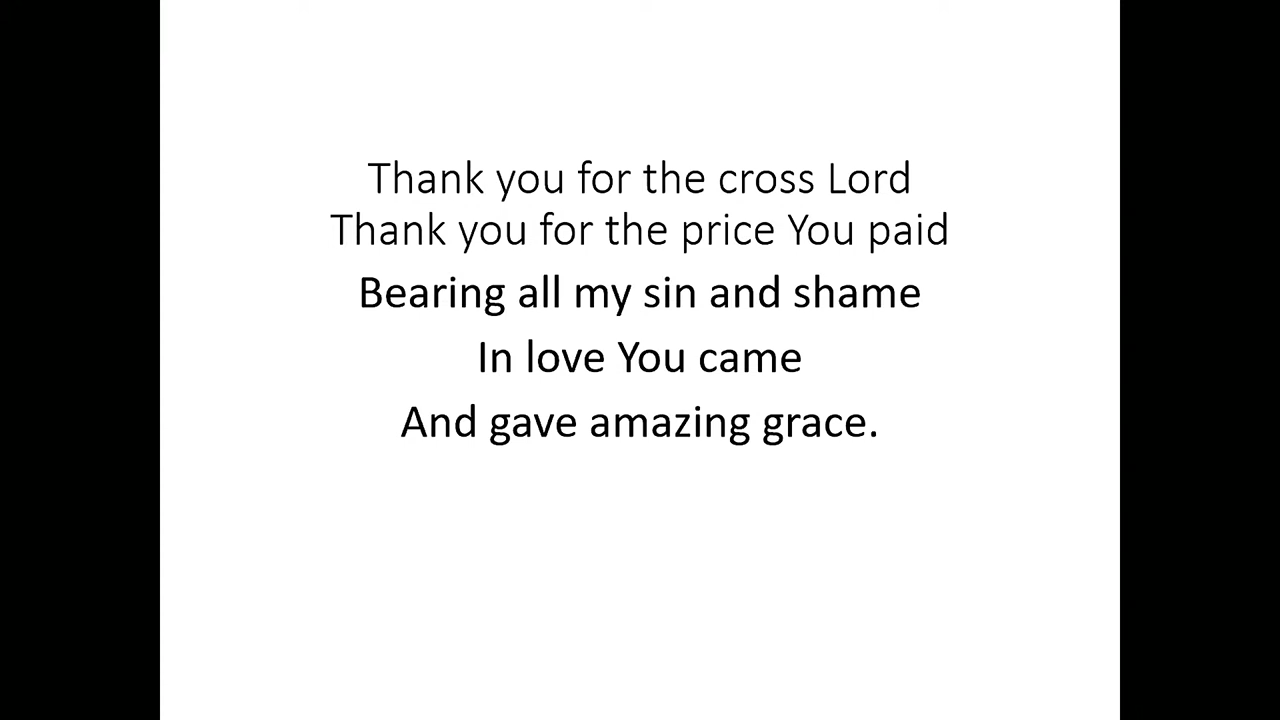 Thank you for the cross Lord
Thank you for the price You paid
Bearing all my sin and shame
In love You came
And gave amazing grace.